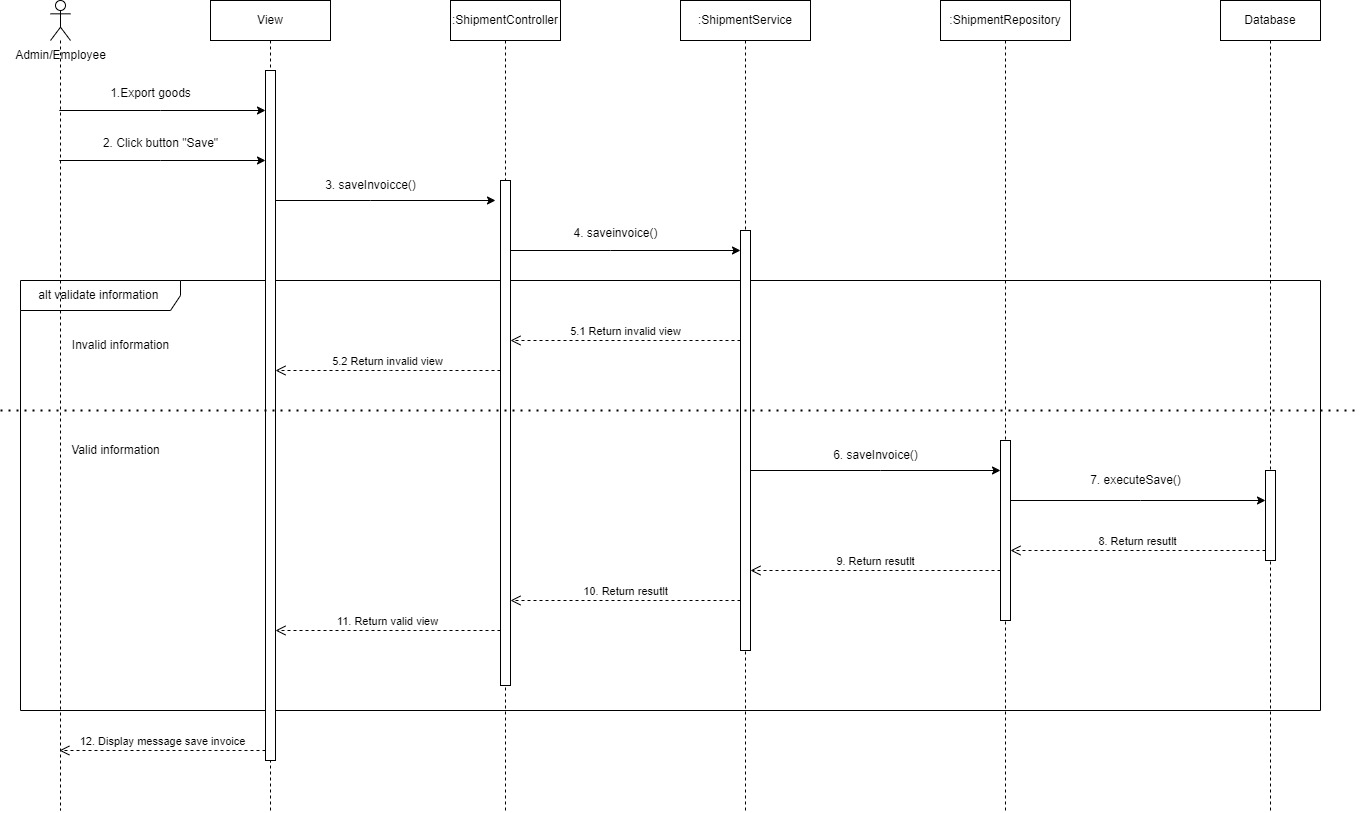 View
:ShipmentController
:ShipmentService
:ShipmentRepository
Database
Admin/Employee
1.Export goods
2. Click button "Save"
3. saveInvoicce()
4. saveinvoice()
alt validate information
5.1 Return invalid view
Invalid information
5.2 Return invalid view
Valid information
6. saveInvoice()
7. executeSave()
8. Return resutlt
9. Return resutlt
10. Return resutlt
11. Return valid view
12. Display message save invoice